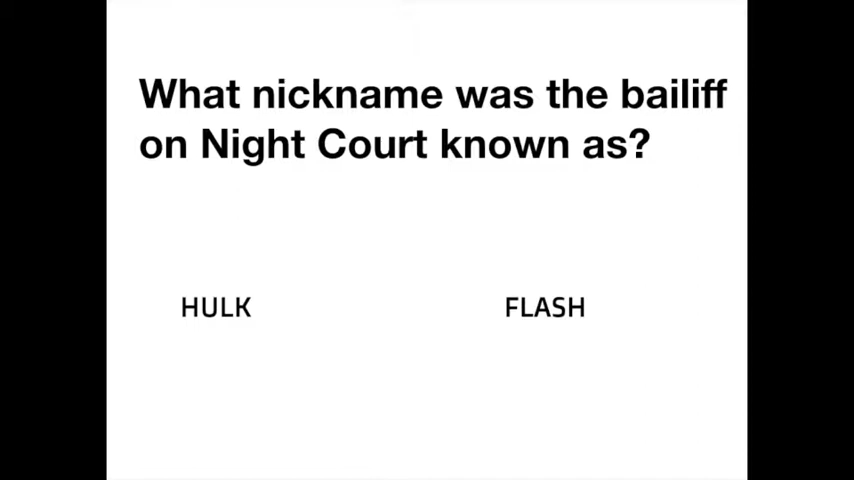 What nickname was the bailiff
on Night Court known as?
HULK FLASH